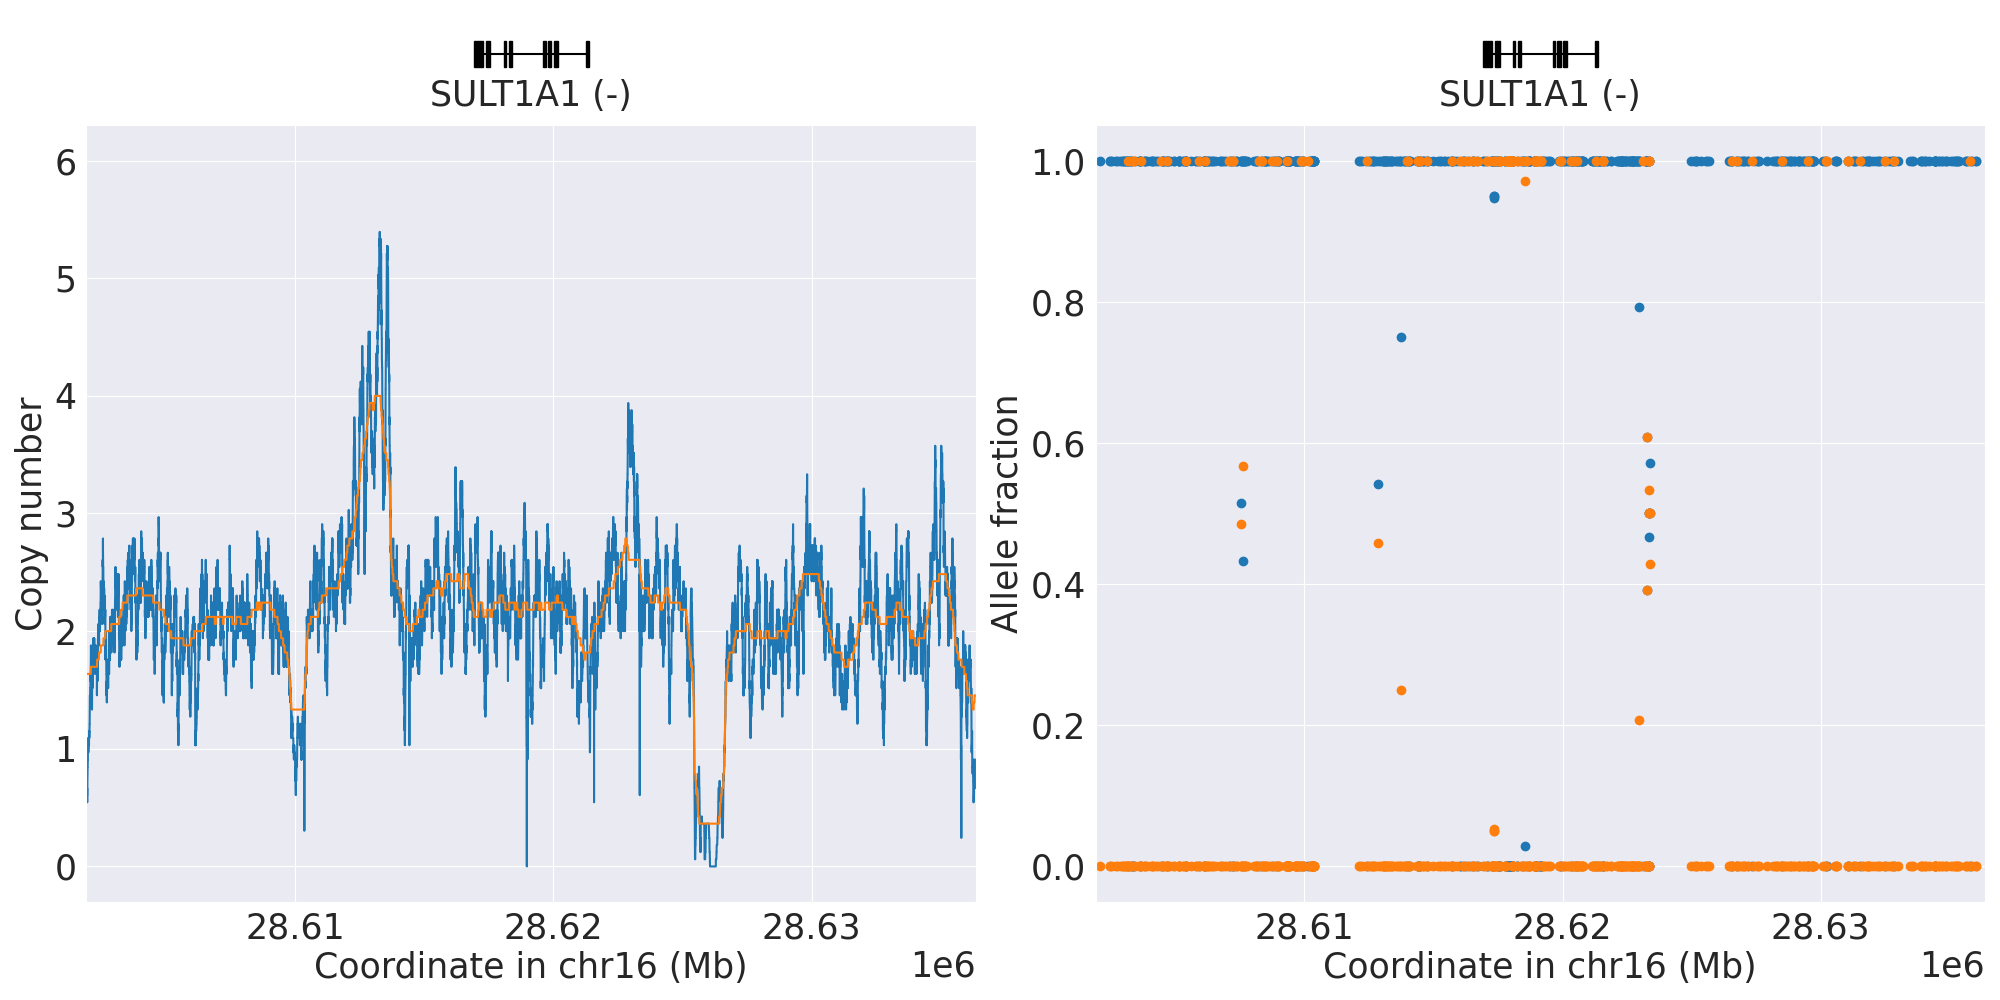 SULT1A1 (-)
6
5
4
3
2
1
0
Copy number
28.61
28.62
28.63
Coordinate in chr16 (Mb)
1e6
SULT1A1 (-)
1.0
0.8
0.6
0.4
0.2
0.0
Allele fraction
28.61
28.62
28.63
Coordinate in chr16 (Mb)
1e6